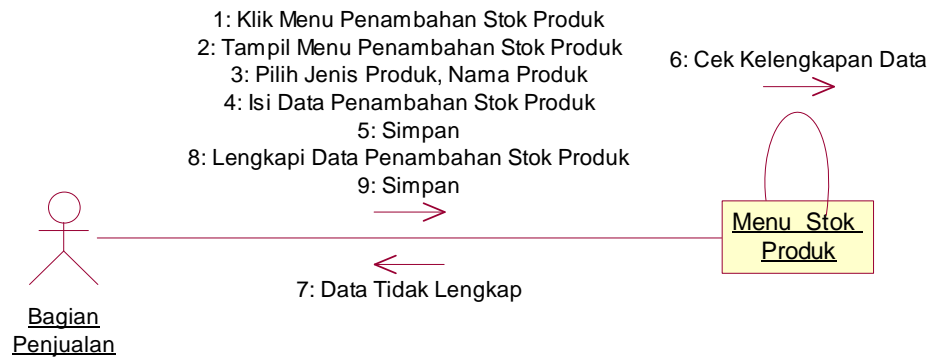 1: Klik Menu Penambahan Stok Produk
2: Tampil Menu Penambahan Stok Produk
3: Pilih Jenis Produk, Nama Produk
4: Isi Data Penambahan Stok Produk
5: Simpan
8: Lengkapi Data Penambahan Stok Produk
9: Simpan
6: Cek Kelengkapan Data
Menu Stok
Produk
7: Data Tidak Lengkap
Bagian
Penjualan